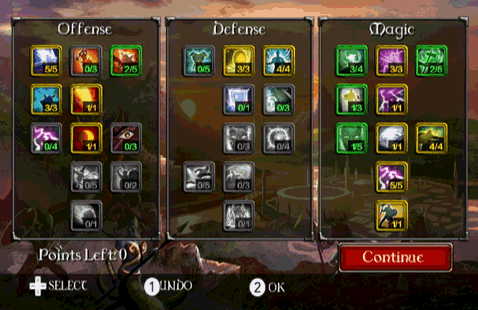 Offense Defense Magic
5/5 0/3 2/5 0/5 3/3 4/4 3/4 3/3 2/5
3/3 1/1 0/1 0/3 1/3 1/1
0/4 1/1 0/3 0/3 0/4 1/5 1/1 4/4
0/5 0/2 0/5 0/3 5/5
0/1 0/1 1/1
Points Left: 0 Continue
SELECT 1 UNDO 2 OK